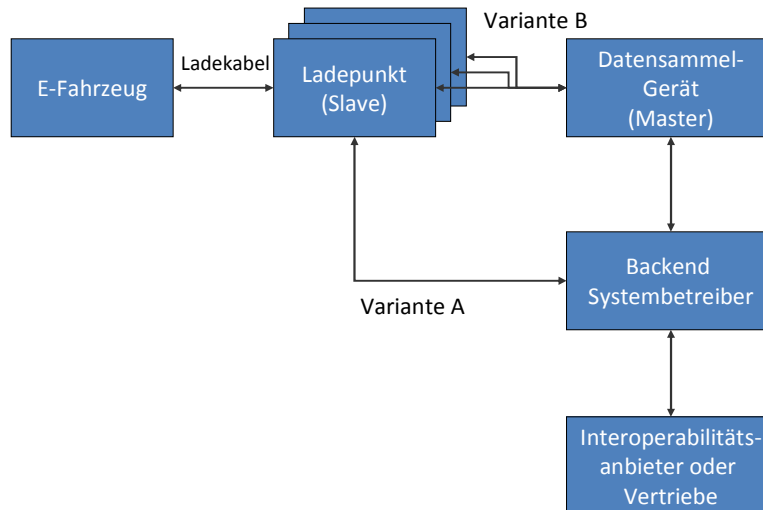 Variante B
E-Fahrzeug
Ladekabel
Ladepunkt
(Slave)
Datensammel-
Gerät
(Master)
Variante A
Backend
Systembetreiber
Interoperabilitäts-
anbieter oder
Vertriebe